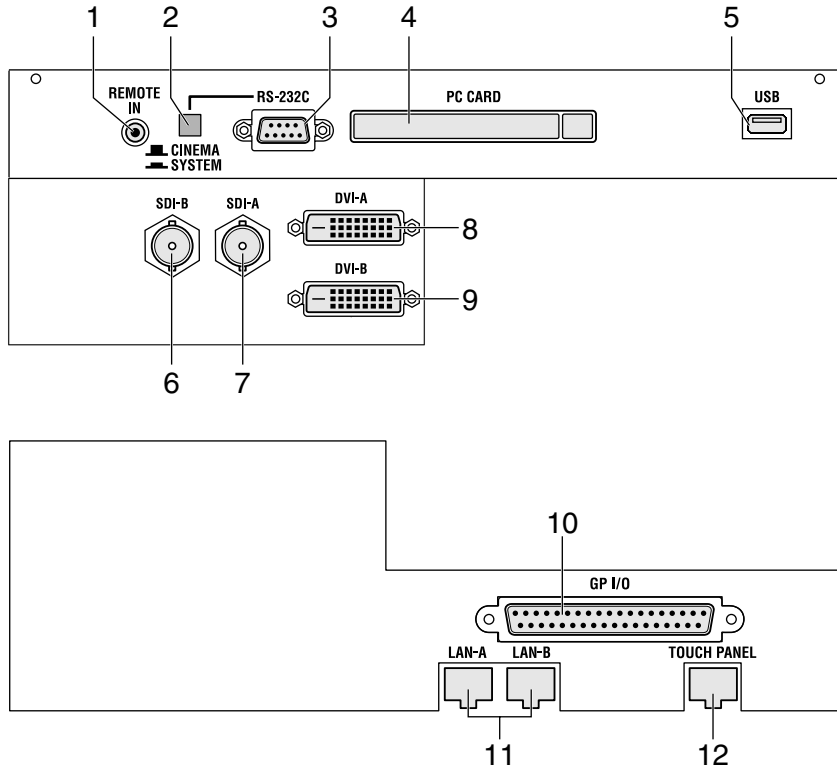 1 2 3 4 5
REMOTE IN RS-232C PC CARD USB
CINEMA
SYSTEM
SDI-B SDI-A DVI-A
8
DVI-B
9
6 7
10
GP I/O
LAN-A LAN-B TOUCH PANEL
11 12